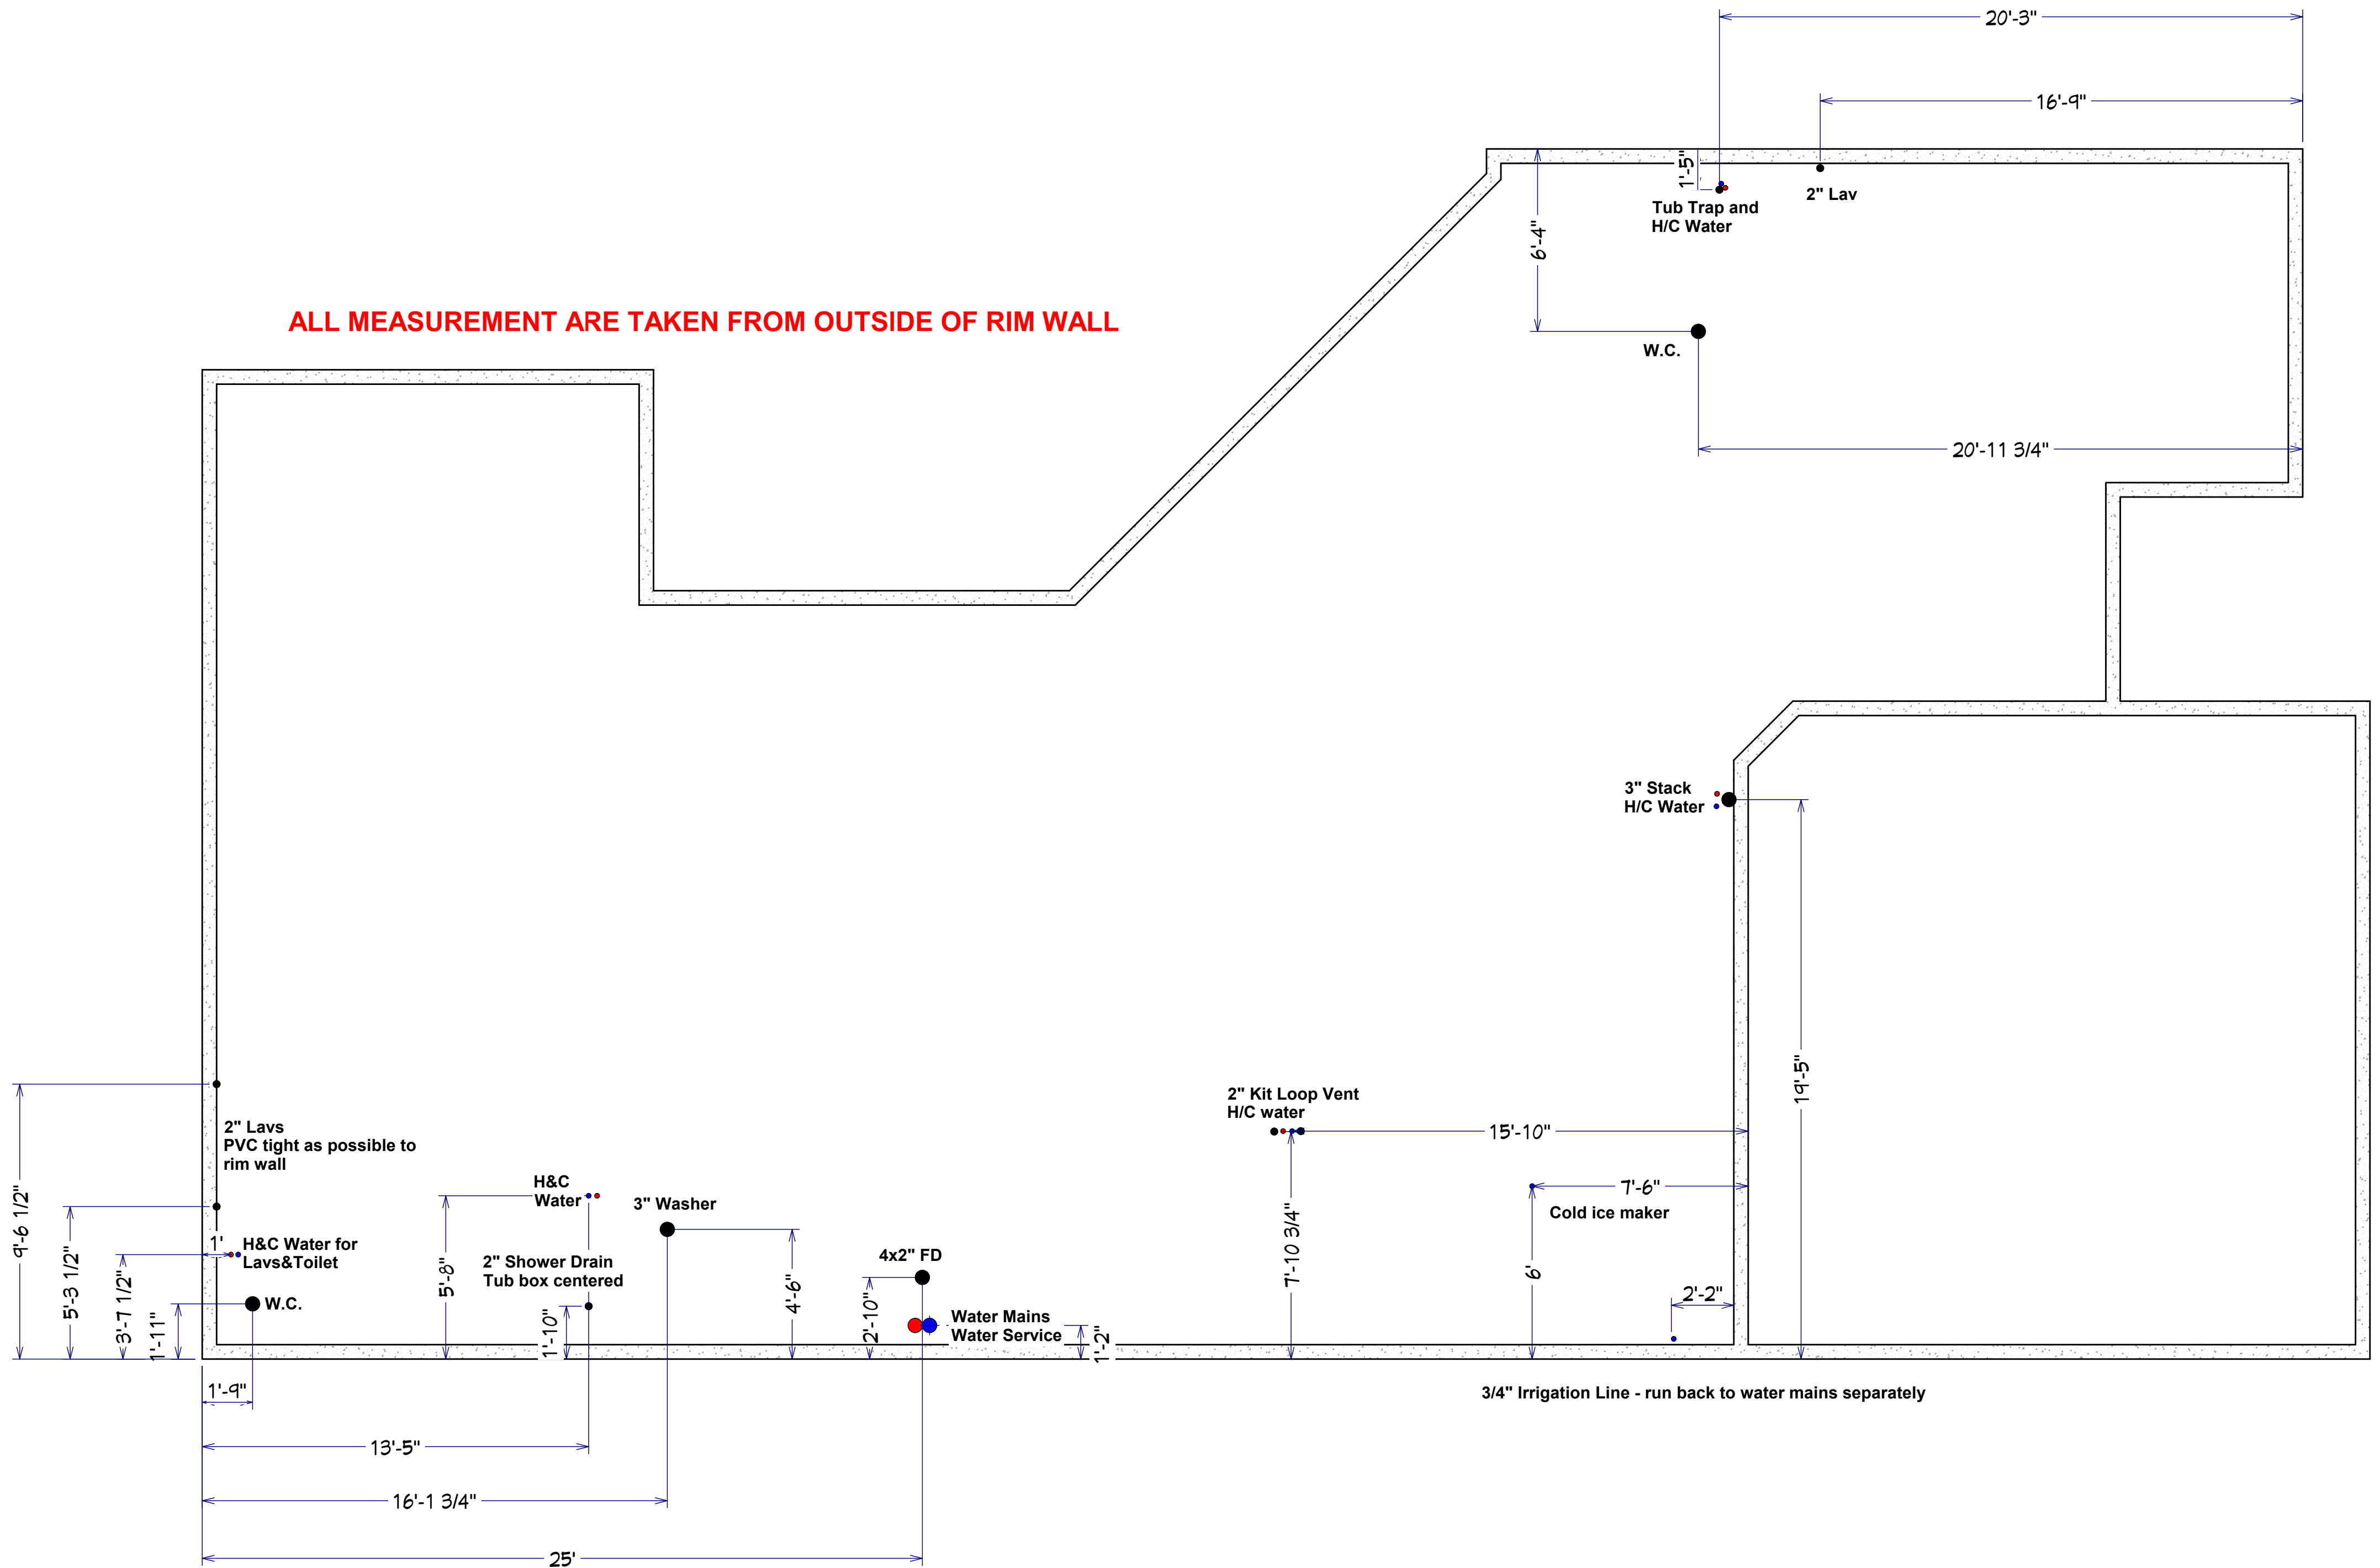 20'-3"
16'-9"
1'-5"
2" Lav
Tub Trap and
H/C Water
6'-4"
ALL MEASUREMENT ARE TAKEN FROM OUTSIDE OF RIM WALL
W.C.
20'-11 3/4"
3" Stack
H/C Water
19'-5"
2" Kit Loop Vent
H/C water
15'-10"
2" Lavs
PVC tight as possible to
rim wall
H&C
Water
3" Washer
7'-6"
Cold ice maker
9'-6 1/2"
5'-3 1/2"
3'-7 1/2"
1'-11"
1'
H&C Water for
Lavs&Toilet
W.C.
5'-8"
2" Shower Drain
Tub box centered
1'-10"
4'-6"
4x2" FD
2'-10"
Water Mains
Water Service
1'-2"
7'-10 3/4"
6'
2'-2"
1'-9"
3/4" Irrigation Line - run back to water mains separately
13'-5"
16'-1 3/4"
25'